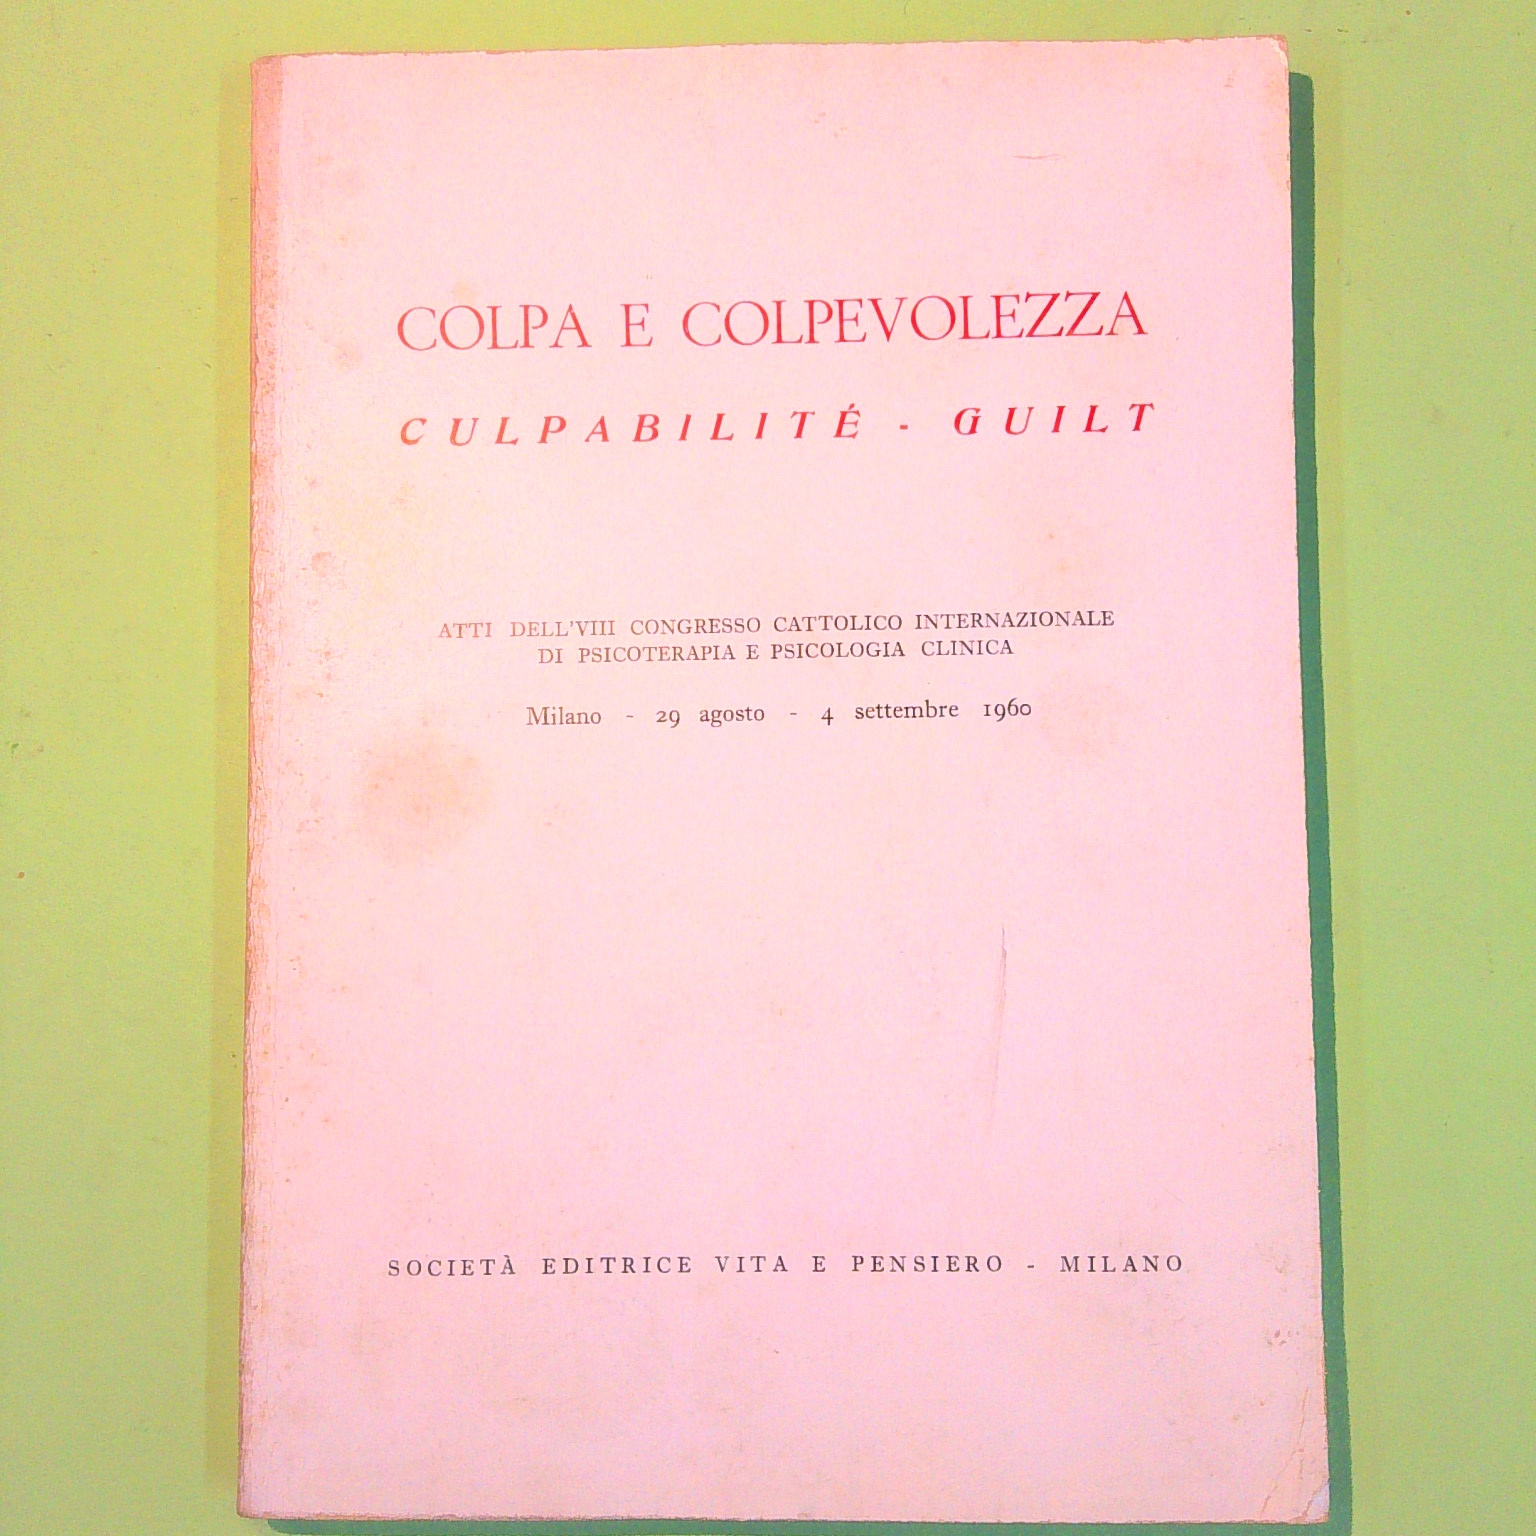 COLPA E COLPEVOLEZZA
CULPABILITÉ - GUILT
ATTI DELL'VIII CONGRESSO CATTOLICO INTERNAZIONALE
DI PSICOTERAPIA E PSICOLOGIA CLINICA
Milano - 29 agosto - 4 settembre 1960
SOCIETÀ EDITRICE VITA E PENSIERO - MILANO